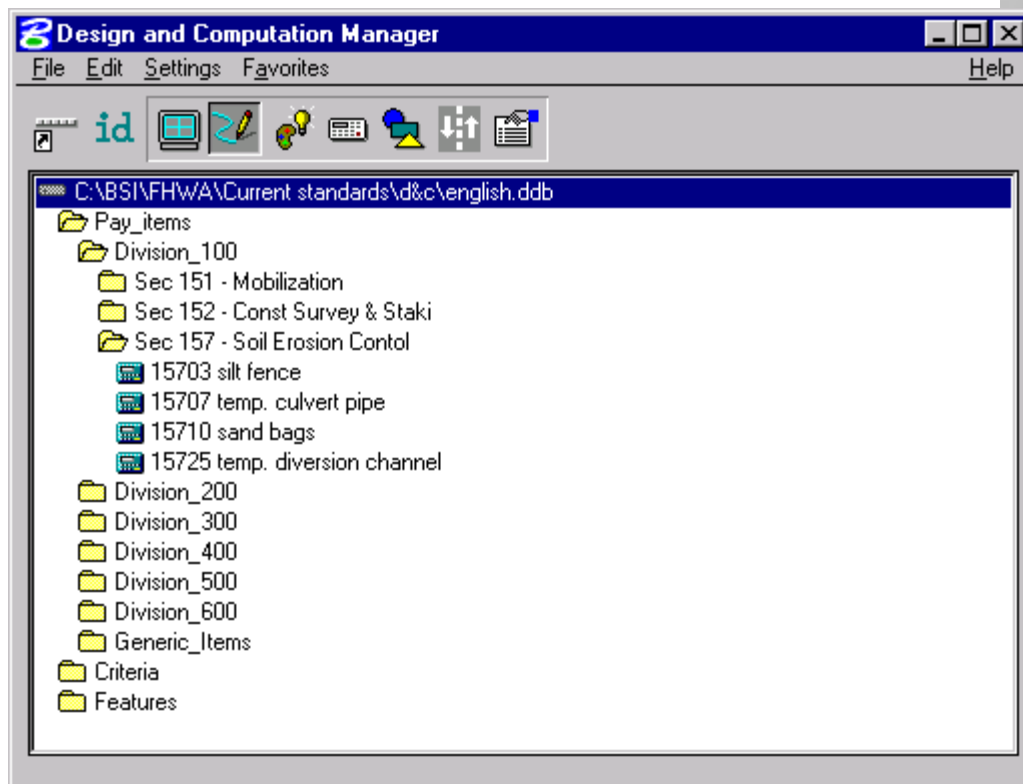 Design and Computation Manager
File Edit Settings Favorites Help
id
C:\BSI\FHWA\Current standards\d&c\english.ddb
Pay_items
Division_100
Sec 151 - Mobilization
Sec 152 - Const Survey & Staki
Sec 157 - Soil Erosion Contol
15703 silt fence
15707 temp. culvert pipe
15710 sand bags
15725 temp. diversion channel
Division_200
Division_300
Division_400
Division_500
Division_600
Generic_Items
Criteria
Features